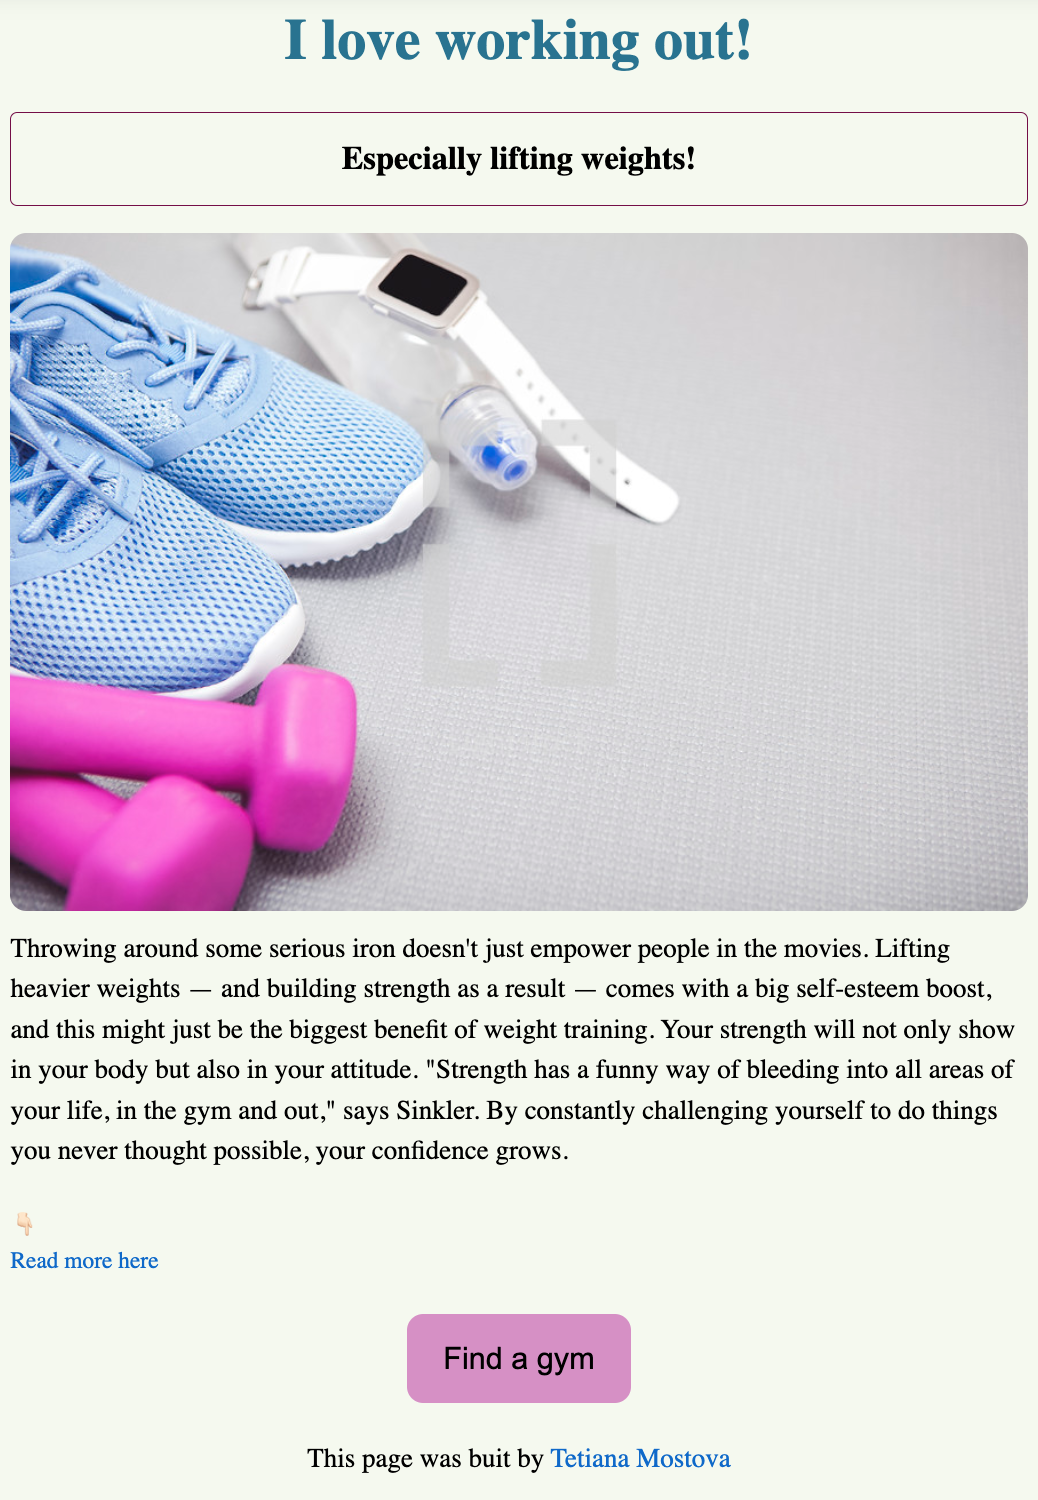 I love working out!
Especially lifting weights!
Throwing around some serious iron doesn't just empower people in the movies. Lifting
heavier weights — and building strength as a result — comes with a big self-esteem boost,
and this might just be the biggest benefit of weight training. Your strength will not only show
in your body but also in your attitude. "Strength has a funny way of bleeding into all areas of
your life, in the gym and out," says Sinkler. By constantly challenging yourself to do things
you never thought possible, your confidence grows.
👇🏻
Read more here
Find a gym
This page was buit by Tetiana Mostova